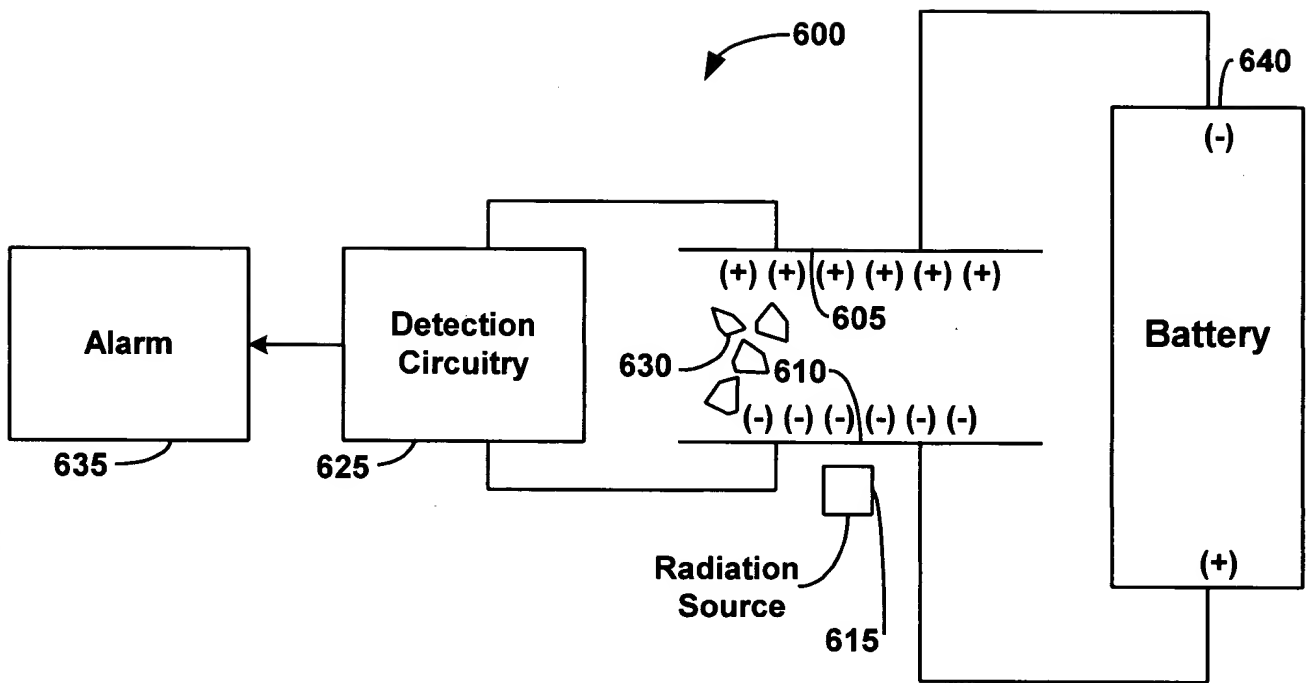 600
640
(-)
(+) (+) (+) (+) (+) (+)
605
Alarm
Detection
Circuitry
630
610
Battery
(-) (-) (-) (-) (-) (-)
635
625
(+)
Radiation
Source
615